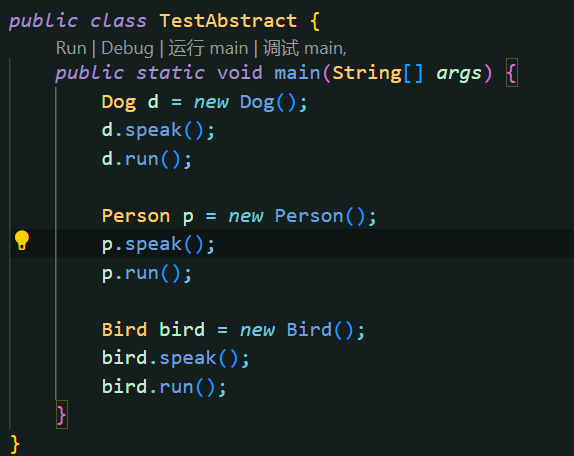 public class TestAbstract {
Run | Debug | 运行 main | 调试 main,
public static void main(String[] args) {
Dog d = new Dog();
d.speak();
d.run();
Person p = new Person();
p.speak();
p.run();
Bird bird = new Bird();
bird.speak();
bird.run();
}
}